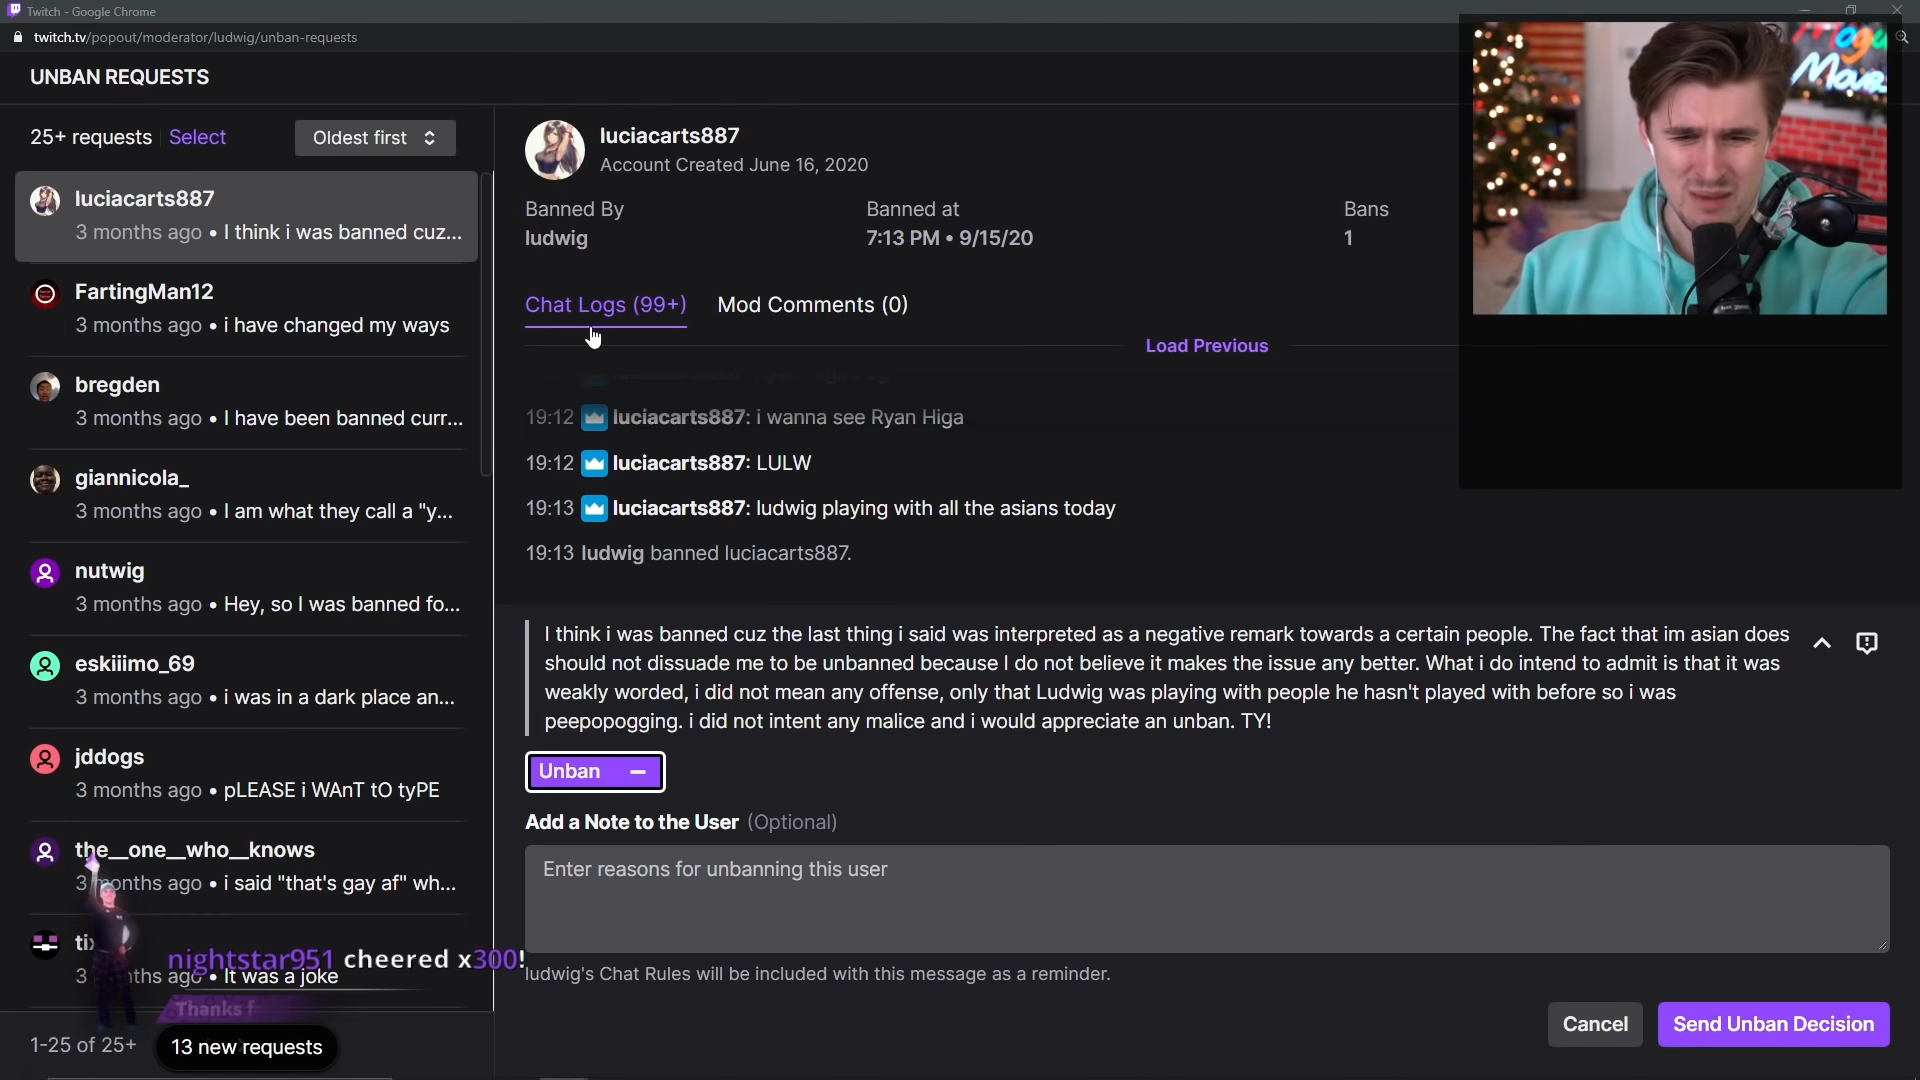 Twitch - Google Chrome
twitch.tv/popout/moderator/ludwig/unban-requests
UNBAN REQUESTS
25+ requests Select Oldest first
luciacarts887
3 months ago • I think i was banned cuz...
FartingMan12
3 months ago • i have changed my ways
bregden
3 months ago • I have been banned curr...
giannicola_
3 months ago • I am what they call a "y...
nutwig
3 months ago • Hey, so I was banned fo...
eskiiimo_69
3 months ago • i was in a dark place an...
jddogs
3 months ago • pLEASE i WAnT tO tyPE
the__one__who__knows
3 months ago • i said "that's gay af" wh...
3 • It was a joke
nightstar951 cheered x300!
Thanks
1-25 of 25+
13 new requests
luciacarts887
Account Created June 16, 2020
Banned By
ludwig
Banned at
7:13 PM • 9/15/20
Bans
1
Chat Logs (99+) Mod Comments (0)
Load Previous
19:12 luciacarts887: i wanna see Ryan Higa
19:12 luciacarts887: LULW
19:13 luciacarts887: ludwig playing with all the asians today
19:13 ludwig banned luciacarts887.
I think i was banned cuz the last thing i said was interpreted as a negative remark towards a certain people. The fact that im asian does
should not dissuade me to be unbanned because I do not believe it makes the issue any better. What i do intend to admit is that it was
weakly worded, i did not mean any offense, only that Ludwig was playing with people he hasn't played with before so i was
peepopogging. i did not intent any malice and i would appreciate an unban. TY!
Unban
Add a Note to the User (Optional)
Enter reasons for unbanning this user
ludwig's Chat Rules will be included with this message as a reminder.
Cancel Send Unban Decision